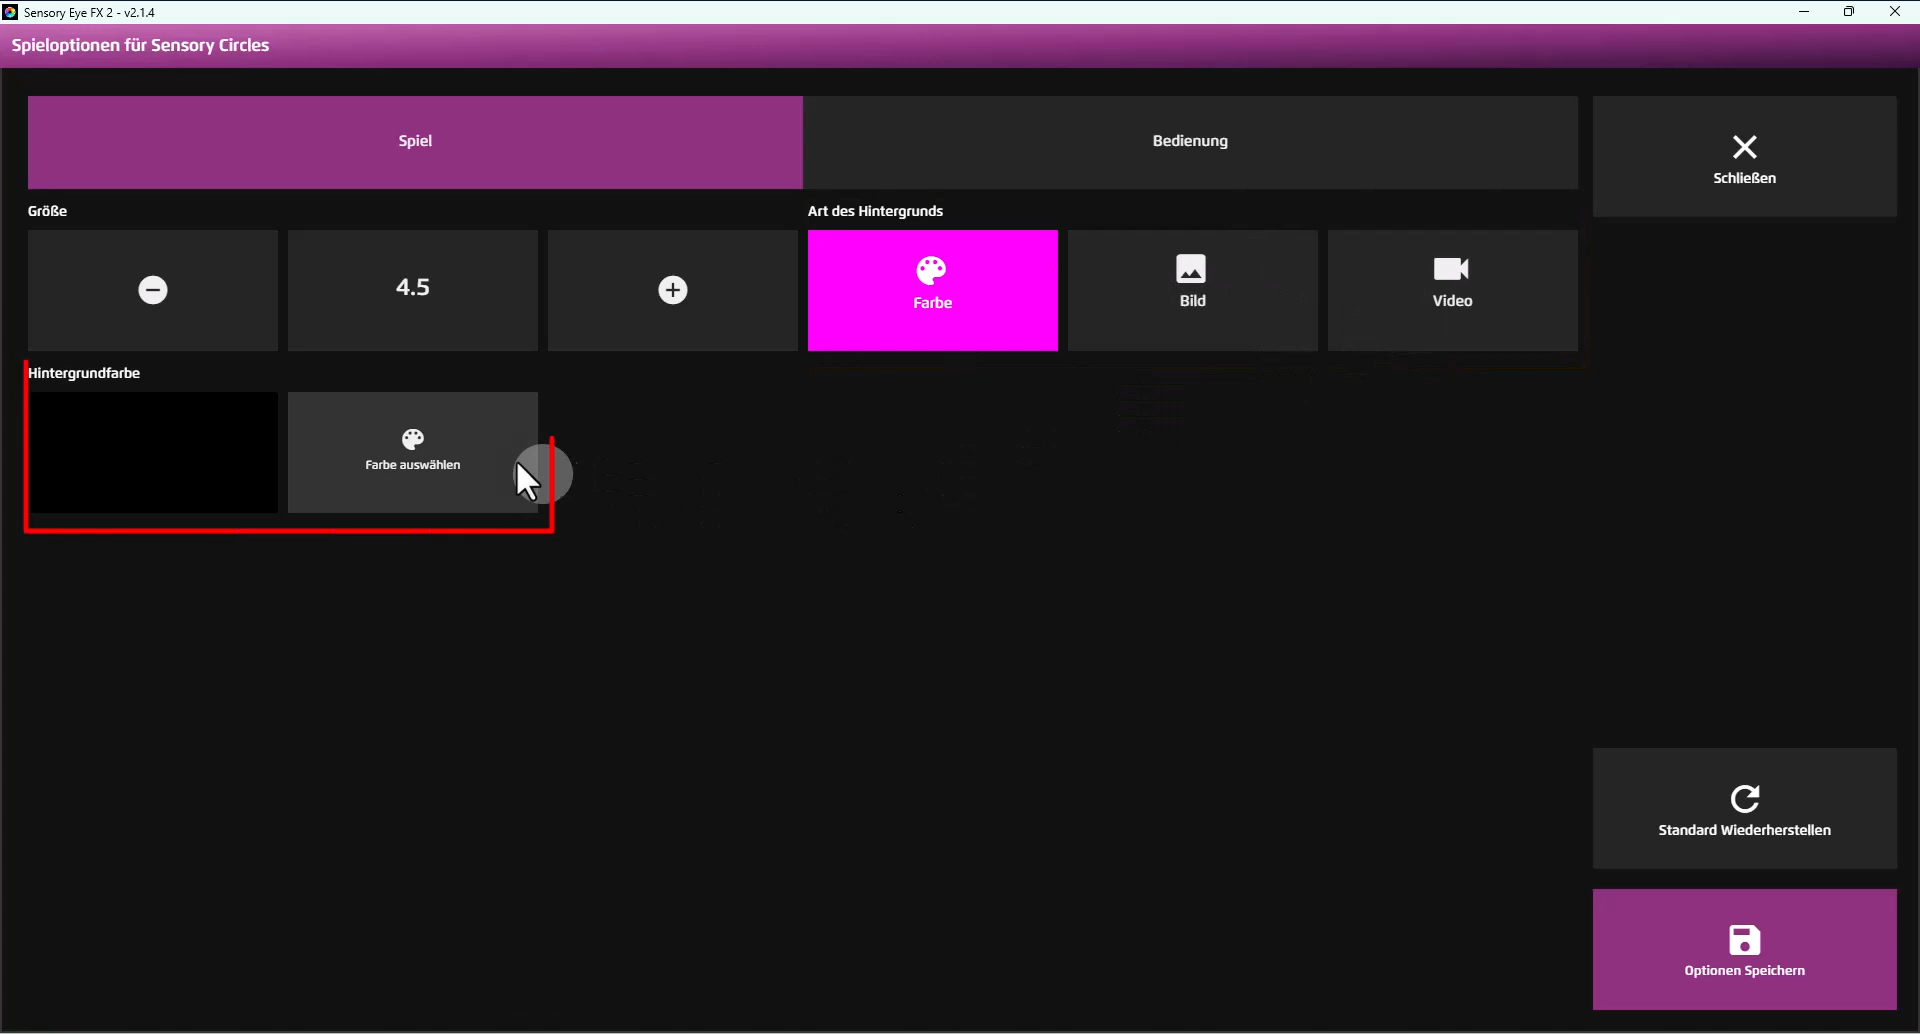 Sensory Eye FX 2 - v2.1.4
Spieloptionen für Sensory Circles
Spiel
Bedienung
Schließen
Größe
Art des Hintergrunds
4.5
Farbe
Bild
Video
Hintergrundfarbe
Farbe auswählen
Standard Wiederherstellen
Optionen Speichern